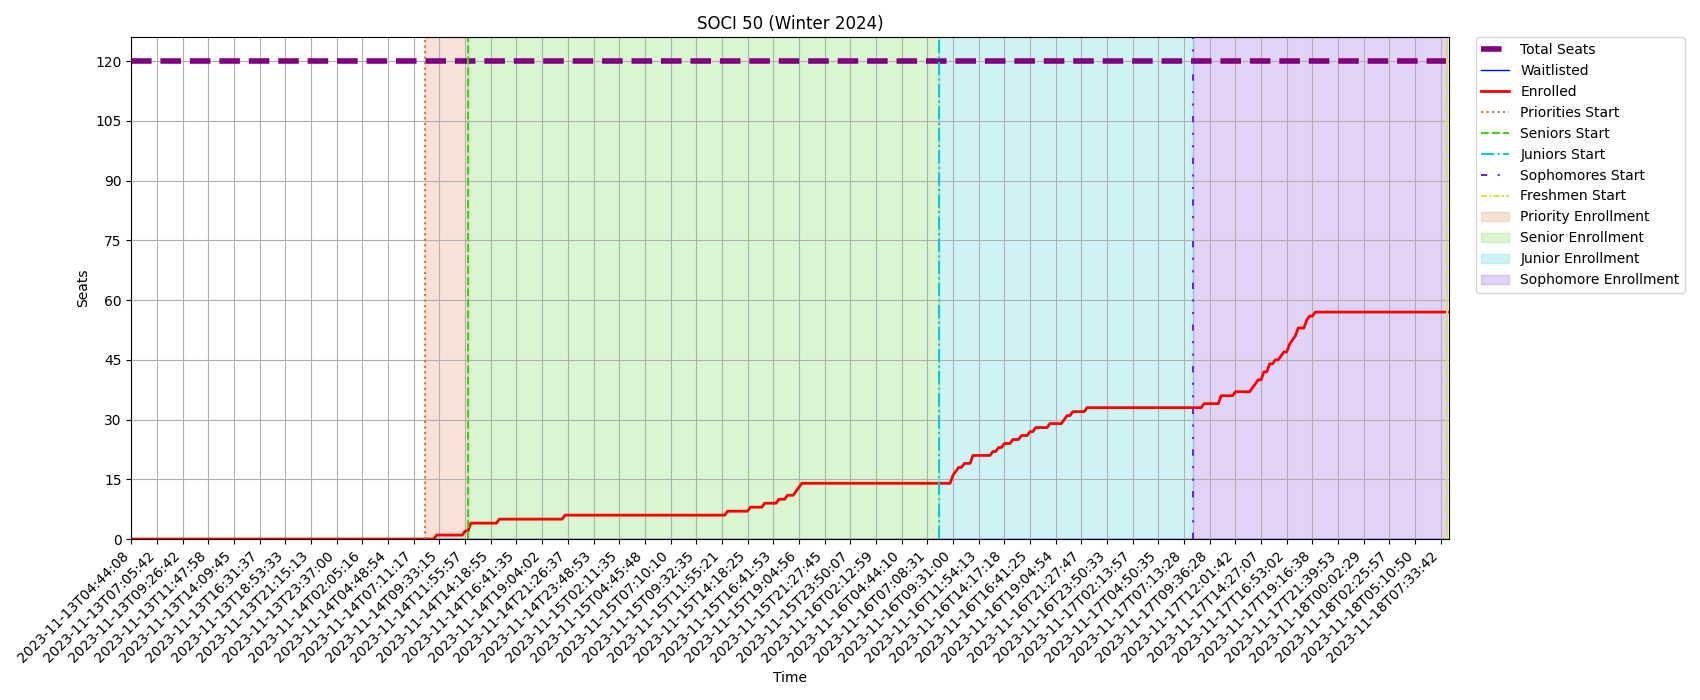 SOCI 50 (Winter 2024)
Seats
120
105
90
75
60
45
30
15
0
2023-11-13T04:44:08
2023-11-13T07:05:42
2023-11-13T09:26:42
2023-11-13T11:47:58
2023-11-13T14:09:45
2023-11-13T16:31:37
2023-11-13T18:53:33
2023-11-13T21:15:13
2023-11-13T23:37:00
2023-11-14T02:05:16
2023-11-14T04:48:54
2023-11-14T07:11:17
2023-11-14T09:33:15
2023-11-14T11:55:57
2023-11-14T14:18:55
2023-11-14T16:41:35
2023-11-14T19:04:02
2023-11-14T21:26:37
2023-11-14T23:48:53
2023-11-15T02:11:35
2023-11-15T04:45:48
2023-11-15T07:10:10
2023-11-15T09:32:35
2023-11-15T11:55:21
2023-11-15T14:18:25
2023-11-15T16:41:53
2023-11-15T19:04:56
2023-11-15T21:27:45
2023-11-15T23:50:07
2023-11-16T02:12:59
2023-11-16T04:44:10
2023-11-16T07:08:31
2023-11-16T09:31:00
2023-11-16T11:54:13
2023-11-16T14:17:18
2023-11-16T16:41:25
2023-11-16T19:04:54
2023-11-16T21:27:47
2023-11-16T23:50:33
2023-11-17T02:13:57
2023-11-17T04:50:35
2023-11-17T07:13:28
2023-11-17T09:36:28
2023-11-17T12:01:42
2023-11-17T14:27:07
2023-11-17T16:53:02
2023-11-17T19:16:38
2023-11-17T21:39:53
2023-11-18T00:02:29
2023-11-18T02:25:57
2023-11-18T05:10:50
2023-11-18T07:33:42
Time
Total Seats
Waitlisted
Enrolled
Priorities Start
Seniors Start
Juniors Start
Sophomores Start
Freshmen Start
Priority Enrollment
Senior Enrollment
Junior Enrollment
Sophomore Enrollment